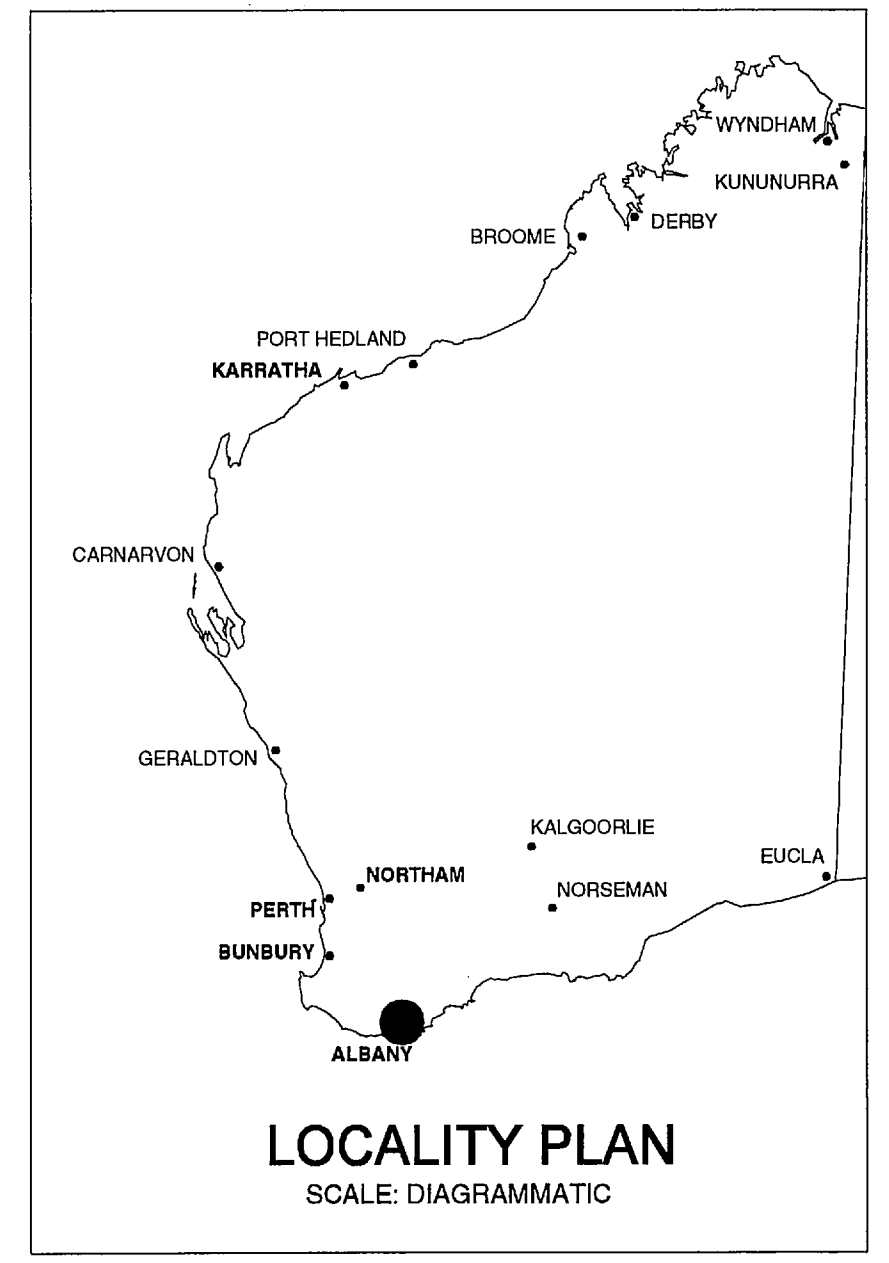 WYNDHAM
KUNUNURRA
DERBY
BROOME
PORT HEDLAND
KARRATHA
CARNARVON
GERALDTON
KALGOORLIE
EUCLA
NORTHAM
NORSEMAN
PERTH
BUNBURY
ALBANY
LOCALITY PLAN
SCALE: DIAGRAMMATIC